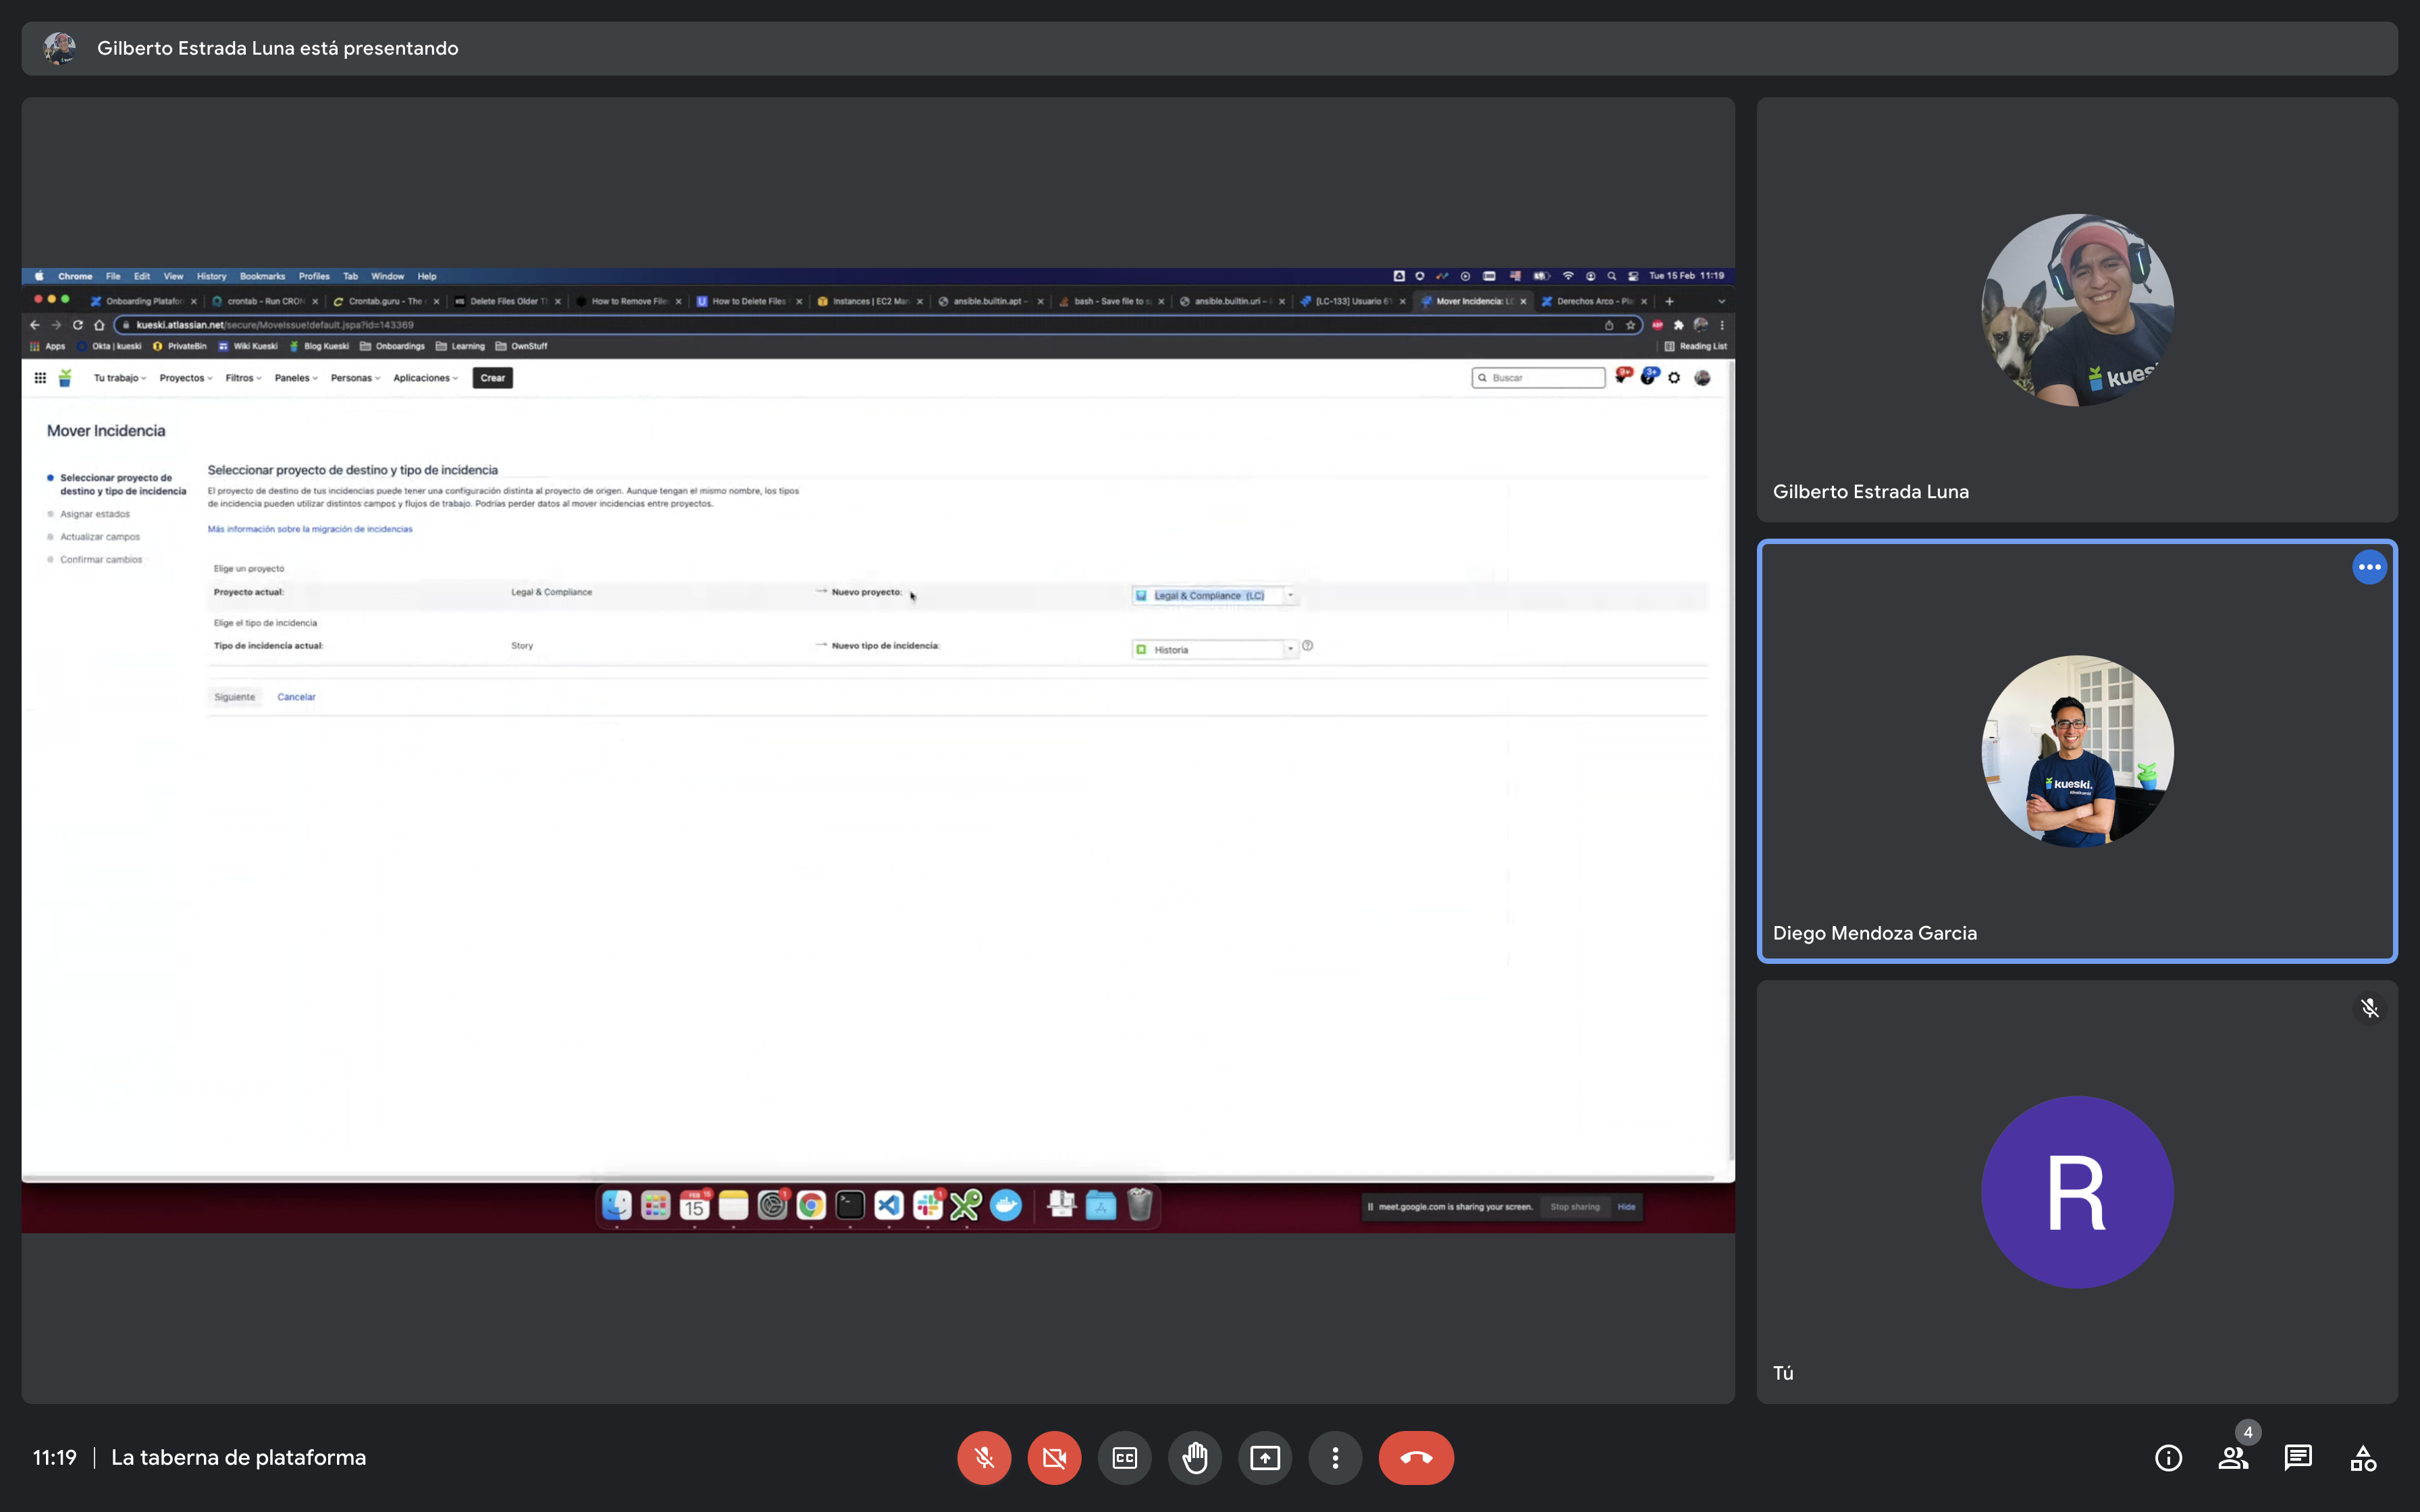 Gilberto Estrada Luna está presentando
Chrome File Edit View History Bookmarks Profiles Tab Window Help
Tue 15 Feb 11:19
Onboarding Platafor
crontab - Run CRON
Crontab.guru - The
Delete Files Older T
How to Remove File
How to Delete Files
Instances | EC2 Man
ansible.builtin.apt -
bash - Save file to s
ansible.builtin.uri -
[LC-133] Usuario 6
Mover Incidencia: LC
Derechos Arco - Pla
kueski.atlassian.net/secure/MoveIssue!default.jspa?id=143369
Apps Okta | kueski PrivateBin Wiki Kueski Blog Kueski Onboardings Learning OwnStuff Reading List
Tu trabajo Proyectos Filtros Paneles Personas Aplicaciones Crear Buscar 9+ 3+
Mover Incidencia
Seleccionar proyecto de
destino y tipo de incidencia
Asignar estados
Actualizar campos
Confirmar cambios
Seleccionar proyecto de destino y tipo de incidencia
El proyecto de destino de tus incidencias puede tener una configuración distinta al proyecto de origen. Aunque tengan el mismo nombre, los tipos
de incidencia pueden utilizar distintos campos y flujos de trabajo. Podrías perder datos al mover incidencias entre proyectos.
Más información sobre la migración de incidencias
Elige un proyecto
Proyecto actual: Legal & Compliance → Nuevo proyecto: Legal & Compliance (LC)
Elige el tipo de incidencia
Tipo de incidencia actual: Story → Nuevo tipo de incidencia: Historia
Siguiente Cancelar
FEB 15
15
meet.google.com is sharing your screen. Stop sharing Hide
kues
Gilberto Estrada Luna
kueski.
Diego Mendoza Garcia
R
Tú
11:19 | La taberna de plataforma
CC
4